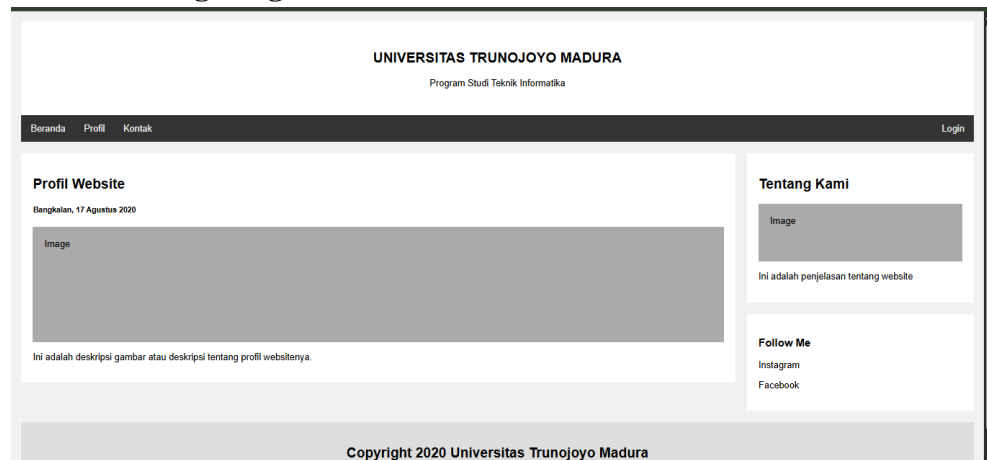 UNIVERSITAS TRUNOJOYO MADURA
Program Studi Teknik Informatika
Beranda Profil Kontak Login
Profil Website
Bangkalan, 17 Agustus 2020
Image
Ini adalah deskripsi gambar atau deskripsi tentang profil websitenya.
Tentang Kami
Image
Ini adalah penjelasan tentang website
Follow Me
Instagram
Facebook
Copyright 2020 Universitas Trunojoyo Madura